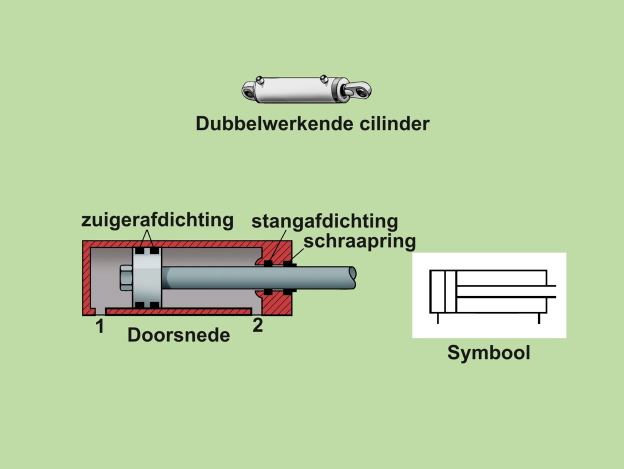 Dubbelwerkende cilinder
zuigerafdichting
stangafdichting
schraapring
1
2
Doorsnede
Symbool